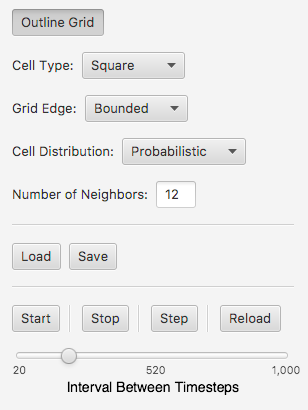 Outline Grid
Cell Type: Square
Grid Edge: Bounded
Cell Distribution: Probabilistic
Number of Neighbors: 12
Load Save
Start Stop Step Reload
20 520 1,000
Interval Between Timesteps